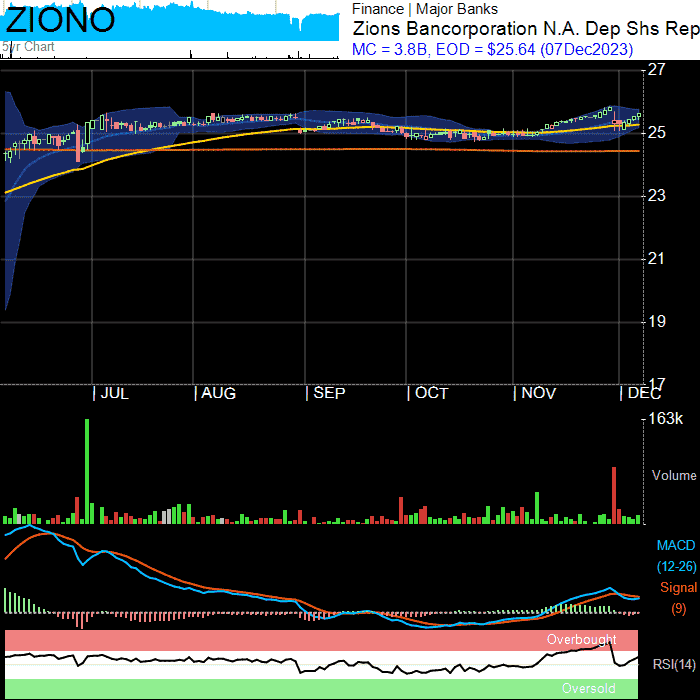 ZIONO
5yr Chart
Finance | Major Banks
Zions Bancorporation N.A. Dep Shs Rep
MC = 3.8B, EOD = $25.64 (07Dec2023)
27
25
23
21
19
17
JUL
AUG
SEP
OCT
NOV
DEC
163k
Volume
MACD
(12-26)
Signal
(9)
Overbought
RSI(14)
Oversold